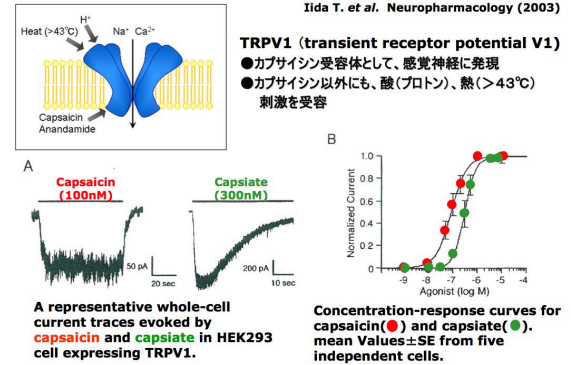 Iida T. et al. Neuropharmacology (2003)
H⁺
Heat (>43℃)
Na⁺ Ca²⁺
Capsaicin
Anandamide
TRPV1 (transient receptor potential V1)
●カプサイシン受容体として、感覚神経に発現
●カプサイシン以外にも、酸(プロトン)、熱(>43℃)
刺激を受容
A
Capsaicin
(100nM)
Capsiate
(300nM)
50 pA
20 sec
200 pA
10 sec
A representative whole-cell
current traces evoked by
capsaicin and capsiate in HEK293
cell expressing TRPV1.
B
Normalized Current
1.0
0.8
0.6
0.4
0.2
0
-9 -8 -7 -6 -5 -4
Agonist (log M)
Concentration-response curves for
capsaicin(●) and capsiate(●).
mean Values±SE from five
independent cells.